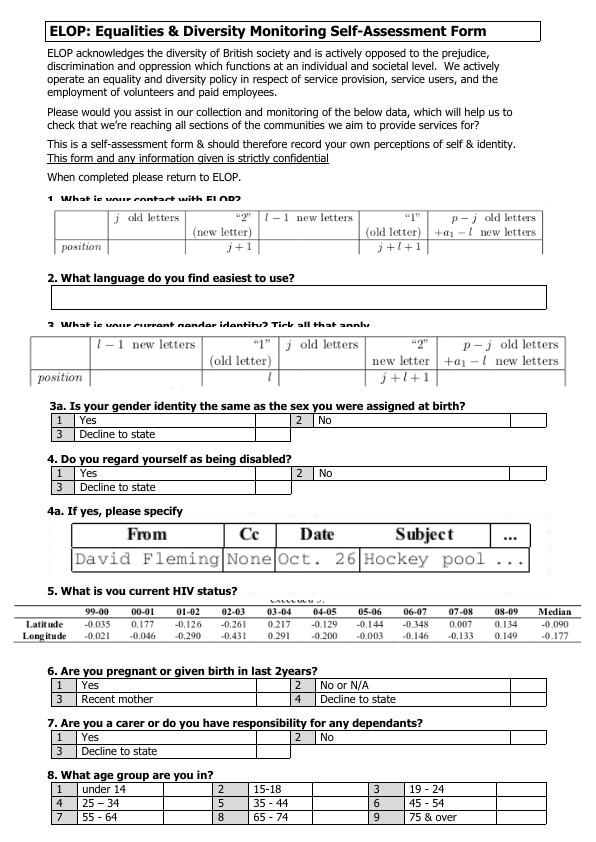 ELOP: Equalities & Diversity Monitoring Self-Assessment Form
ELOP acknowledges the diversity of British society and is actively opposed to the prejudice,
discrimination and oppression which functions at an individual and societal level. We actively
operate an equality and diversity policy in respect of service provision, service users, and the
employment of volunteers and paid employees.
Please would you assist in our collection and monitoring of the below data, which will help us to
check that we're reaching all sections of the communities we aim to provide services for?
This is a self-assessment form & should therefore record your own perceptions of self & identity.
This form and any information given is strictly confidential
When completed please return to ELOP.
1. What is your contact with ELOP?
j old letters "2" l − 1 new letters "1" p − j old letters
(new letter) (old letter) +a₁ − l new letters
position j + 1 j + l + 1
2. What language do you find easiest to use?
3. What is your current gender identity? Tick all that apply
l − 1 new letters "1" j old letters "2" p − j old letters
(old letter) new letter +a₁ − l new letters
position l j + l + 1
3a. Is your gender identity the same as the sex you were assigned at birth?
1 Yes 2 No
3 Decline to state
4. Do you regard yourself as being disabled?
1 Yes 2 No
3 Decline to state
4a. If yes, please specify
From Cc Date Subject ...
David Fleming None Oct. 26 Hockey pool ...
5. What is you current HIV status?
99-00 00-01 01-02 02-03 03-04 04-05 05-06 06-07 07-08 08-09 Median
Latitude -0.035 0.177 -0.126 -0.261 0.217 -0.129 -0.144 -0.348 0.007 0.134 -0.090
Longitude -0.021 -0.046 -0.290 -0.431 0.291 -0.200 -0.003 -0.146 -0.133 0.149 -0.177
6. Are you pregnant or given birth in last 2years?
1 Yes 2 No or N/A
3 Recent mother 4 Decline to state
7. Are you a carer or do you have responsibility for any dependants?
1 Yes 2 No
3 Decline to state
8. What age group are you in?
1 under 14 2 15-18 3 19 - 24
4 25 – 34 5 35 - 44 6 45 - 54
7 55 - 64 8 65 - 74 9 75 & over